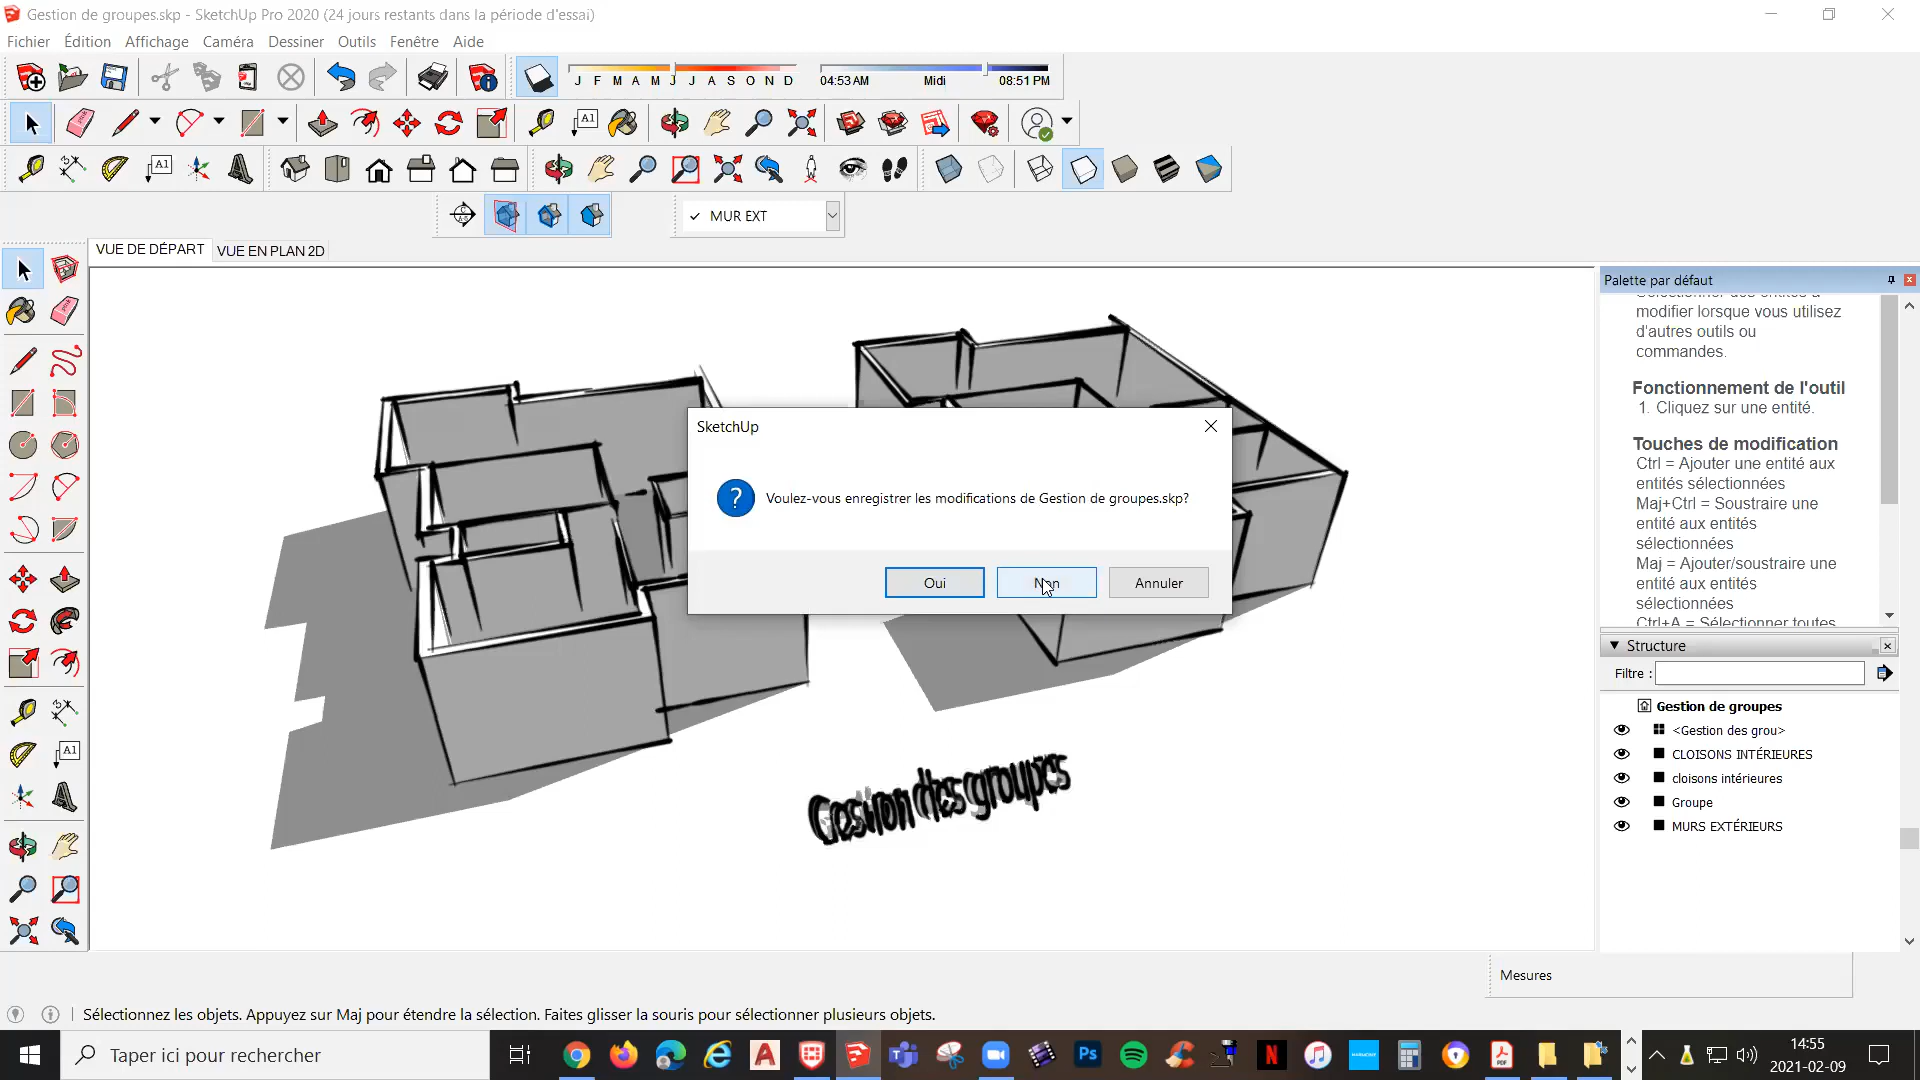 Gestion de groupes.skp - SketchUp Pro 2020 (24 jours restants dans la période d'essai)
Fichier Édition Affichage Caméra Dessiner Outils Fenêtre Aide
J F M A M J J A S O N D
04:53 AM Midi 08:51 PM
A1
A1
MUR EXT
VUE DE DÉPART VUE EN PLAN 2D
Palette par défaut
modifier lorsque vous utilisez
d'autres outils ou
commandes.
Fonctionnement de l'outil
1. Cliquez sur une entité.
Touches de modification
Ctrl = Ajouter une entité aux
entités sélectionnées
Maj+Ctrl = Soustraire une
entité aux entités
sélectionnées
Maj = Ajouter/soustraire une
entité aux entités
sélectionnées
Ctrl+A = Sélectionner toutes
SketchUp
Voulez-vous enregistrer les modifications de Gestion de groupes.skp?
Oui Non Annuler
Structure
Filtre :
Gestion de groupes
<Gestion des grou>
CLOISONS INTÉRIEURES
cloisons intérieures
Groupe
MURS EXTÉRIEURS
A1
Gestion des groupes
Mesures
Sélectionnez les objets. Appuyez sur Maj pour étendre la sélection. Faites glisser la souris pour sélectionner plusieurs objets.
Taper ici pour rechercher
Ps
14:55
2021-02-09